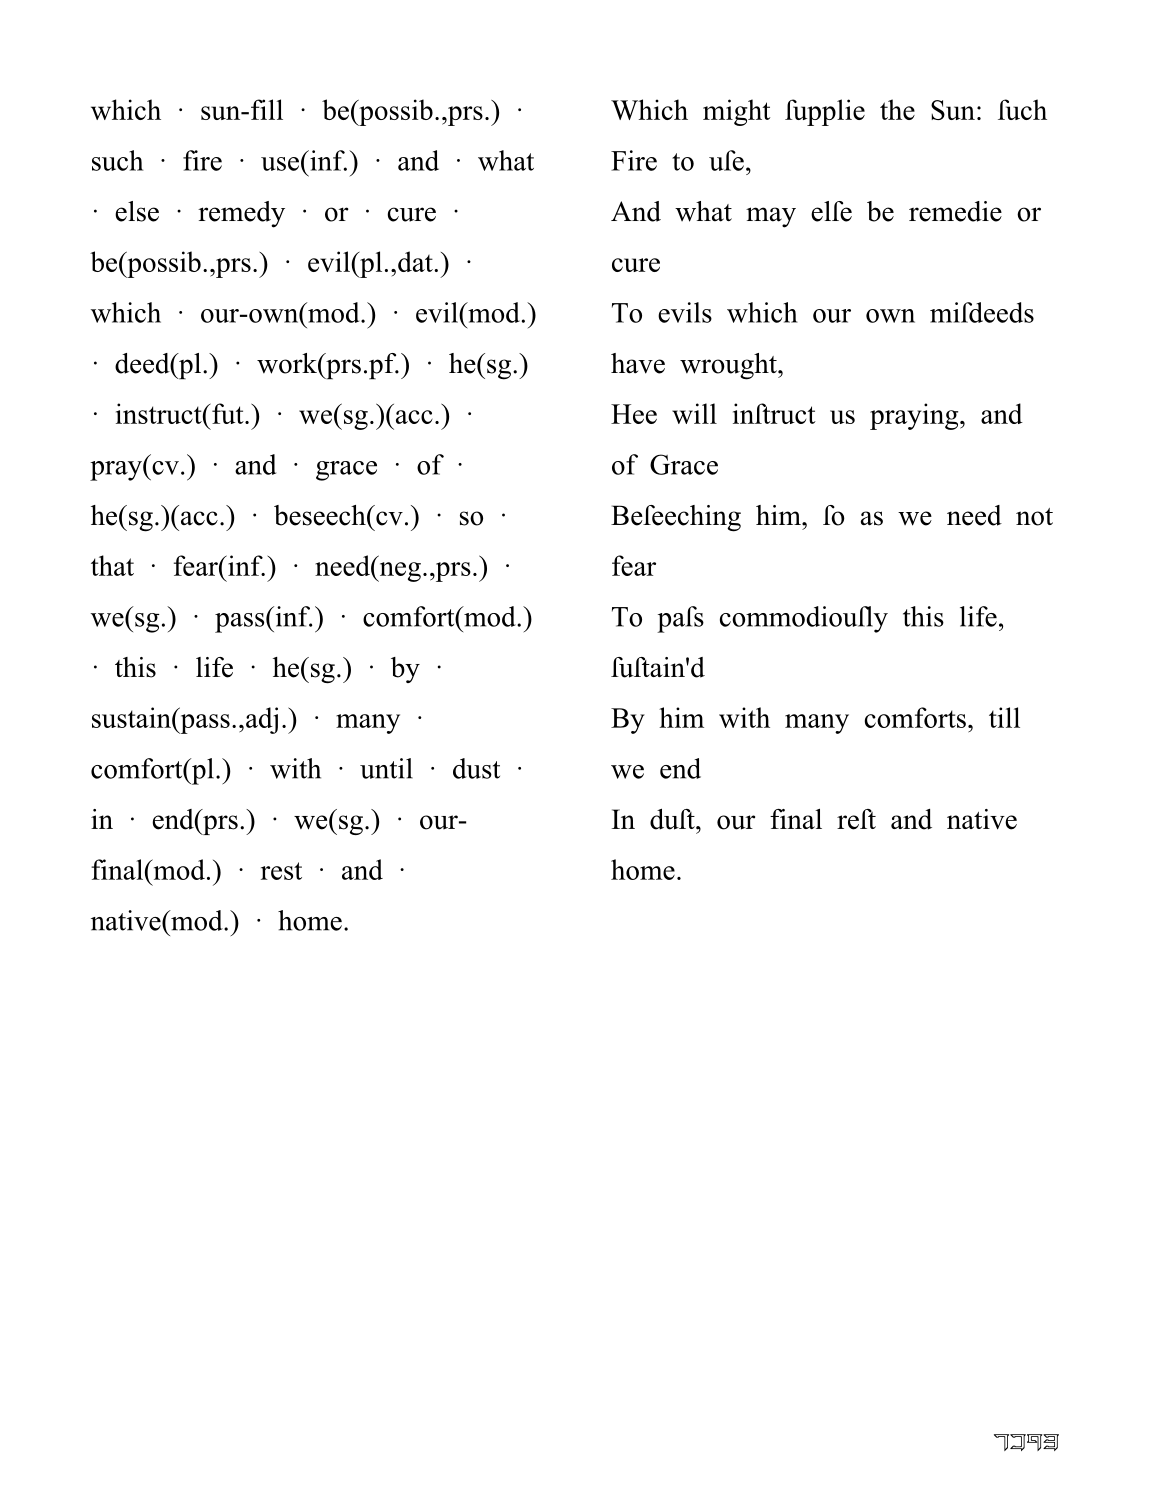 which · sun-fill · be(possib.,prs.) ·
such · fire · use(inf.) · and · what
· else · remedy · or · cure ·
be(possib.,prs.) · evil(pl.,dat.) ·
which · our-own(mod.) · evil(mod.)
· deed(pl.) · work(prs.pf.) · he(sg.)
· instruct(fut.) · we(sg.)(acc.) ·
pray(cv.) · and · grace · of ·
he(sg.)(acc.) · beseech(cv.) · so ·
that · fear(inf.) · need(neg.,prs.) ·
we(sg.) · pass(inf.) · comfort(mod.)
· this · life · he(sg.) · by ·
sustain(pass.,adj.) · many ·
comfort(pl.) · with · until · dust ·
in · end(prs.) · we(sg.) · our-
final(mod.) · rest · and ·
native(mod.) · home.
Which might ſupplie the Sun: ſuch
Fire to uſe,
And what may elſe be remedie or
cure
To evils which our own miſdeeds
have wrought,
Hee will inſtruct us praying, and
of Grace
Beſeeching him, ſo as we need not
fear
To paſs commodiouſly this life,
ſuſtain'd
By him with many comforts, till
we end
In duſt, our final reſt and native
home.